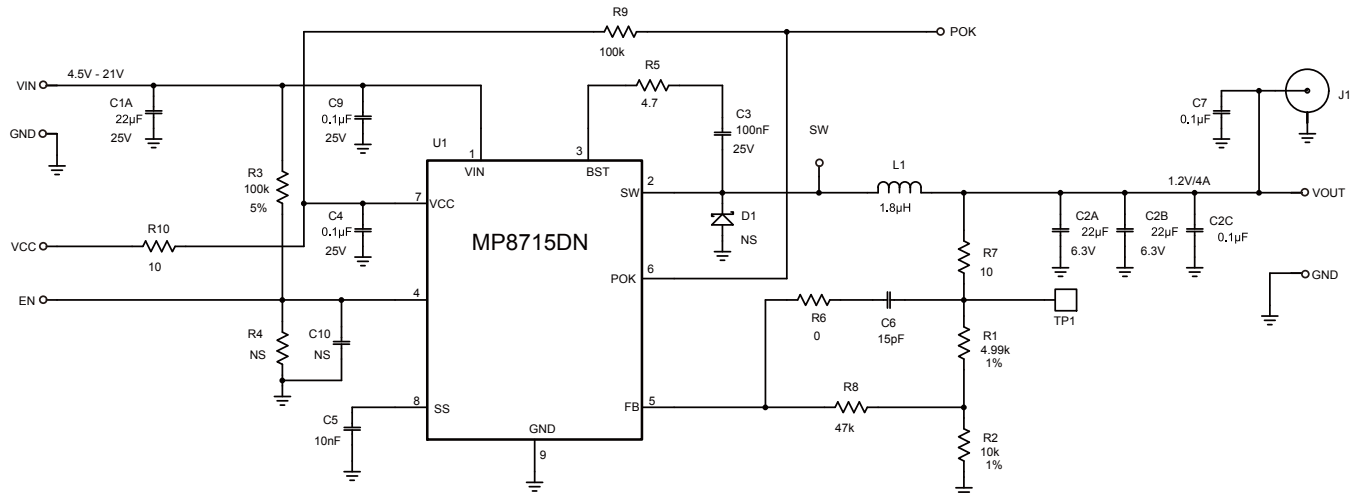 R9
100k
POK
VIN
4.5V - 21V
C1A
22µF
25V
GND
C9
0.1µF
25V
R5
4.7
C3
100nF
25V
SW
C7
0.1µF
J1
U1
1
VIN
3
BST
R3
100k
5%
7
VCC
C4
0.1µF
25V
MP8715DN
SW
2
D1
NS
L1
1.8µH
1.2V/4A
VOUT
C2A
22µF
6.3V
C2B
22µF
6.3V
C2C
0.1µF
VCC
R10
10
R7
10
POK
6
GND
EN
4
R4
NS
C10
NS
R6
0
C6
15pF
TP1
R1
4.99k
1%
8
SS
C5
10nF
FB
5
R8
47k
GND
9
R2
10k
1%